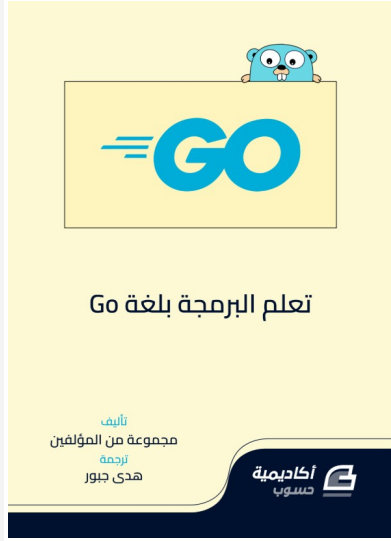 GO
تعلم البرمجة بلغة Go
تأليف
مجموعة من المؤلفين
ترجمة
هدى جبور
أكاديمية
حسوب